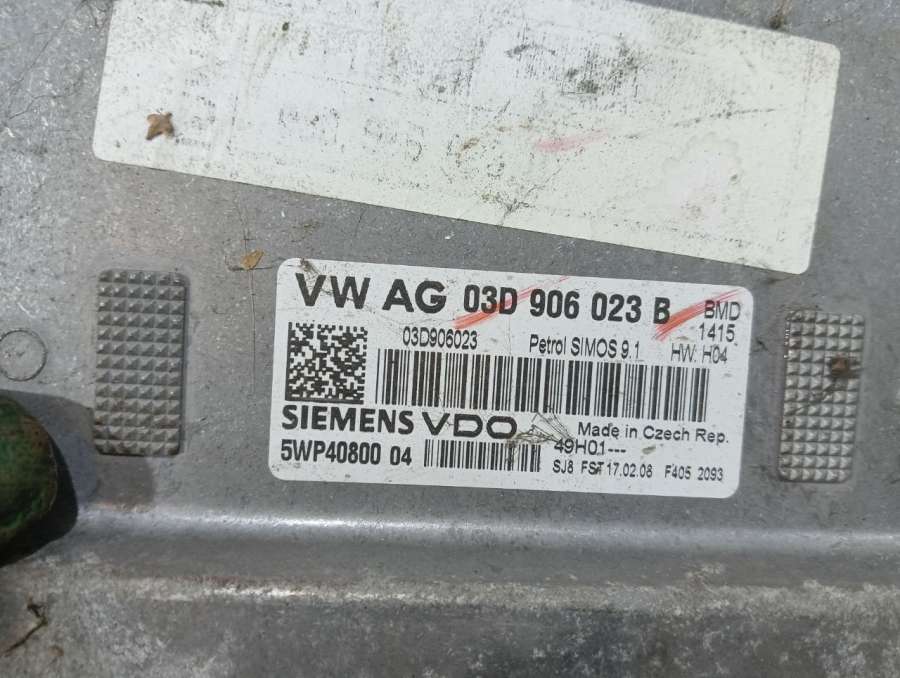 VW AG 03D 906 023 B BMD
1415
03D906023 Petrol SIMOS 9.1 HW: H04
SIEMENS VDO Made in Czech Rep.
5WP40800 04 49H01---
SJ8 FST 17.02.08 F405 2093